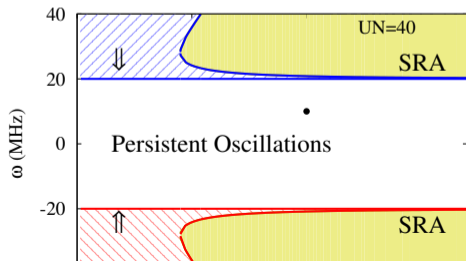 40
UN=40
⇓
SRA
20
ω (MHz)
0
Persistent Oscillations
-20
⇑
SRA